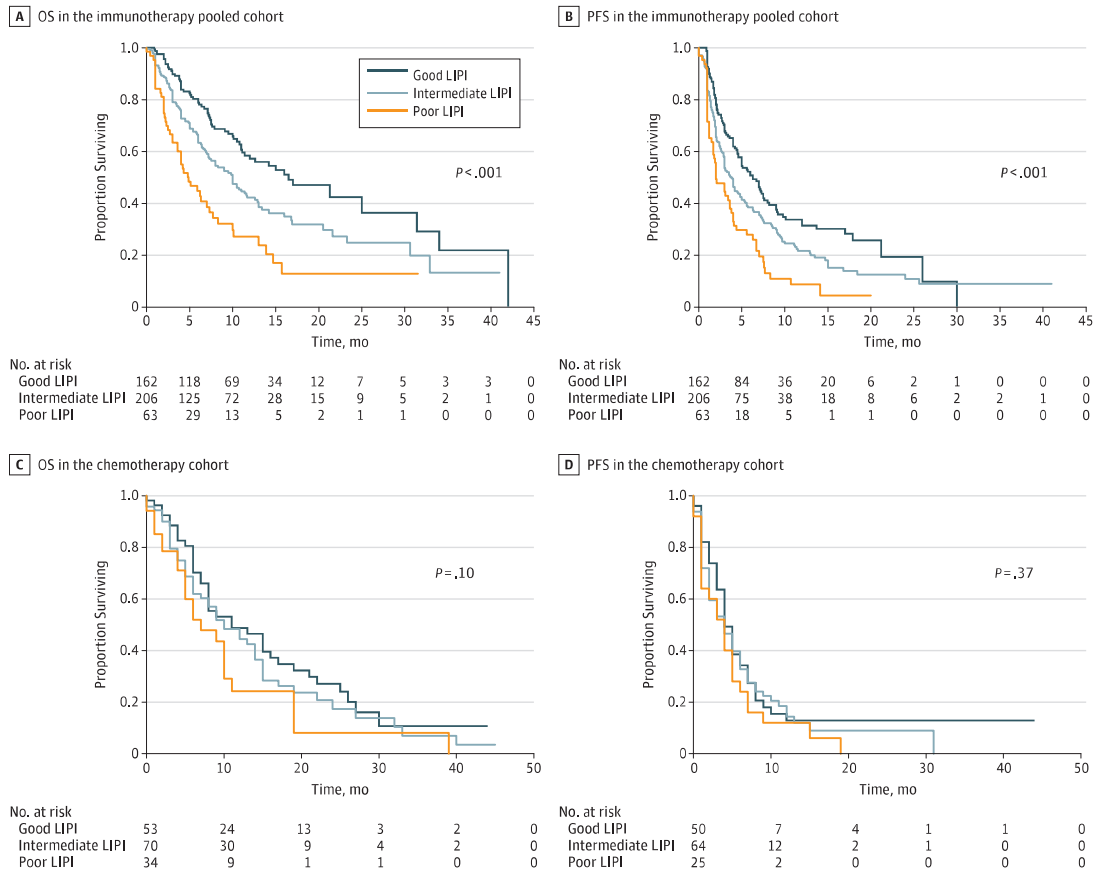 A OS in the immunotherapy pooled cohort
1.0
0.8
0.6
0.4
0.2
0
Proportion Surviving
Good LIPI
Intermediate LIPI
Poor LIPI
P<.001
0 5 10 15 20 25 30 35 40 45
Time, mo
No. at risk
Good LIPI 162 118 69 34 12 7 5 3 3 0
Intermediate LIPI 206 125 72 28 15 9 5 2 1 0
Poor LIPI 63 29 13 5 2 1 1 0 0 0
B PFS in the immunotherapy pooled cohort
1.0
0.8
0.6
0.4
0.2
0
Proportion Surviving
P<.001
0 5 10 15 20 25 30 35 40 45
Time, mo
No. at risk
Good LIPI 162 84 36 20 6 2 1 0 0 0
Intermediate LIPI 206 75 38 18 8 6 2 2 1 0
Poor LIPI 63 18 5 1 1 0 0 0 0 0
C OS in the chemotherapy cohort
1.0
0.8
0.6
0.4
0.2
0
Proportion Surviving
P=.10
0 10 20 30 40 50
Time, mo
No. at risk
Good LIPI 53 24 13 3 2 0
Intermediate LIPI 70 30 9 4 2 0
Poor LIPI 34 9 1 1 0 0
D PFS in the chemotherapy cohort
1.0
0.8
0.6
0.4
0.2
0
Proportion Surviving
P=.37
0 10 20 30 40 50
Time, mo
No. at risk
Good LIPI 50 7 4 1 1 0
Intermediate LIPI 64 12 2 1 0 0
Poor LIPI 25 2 0 0 0 0